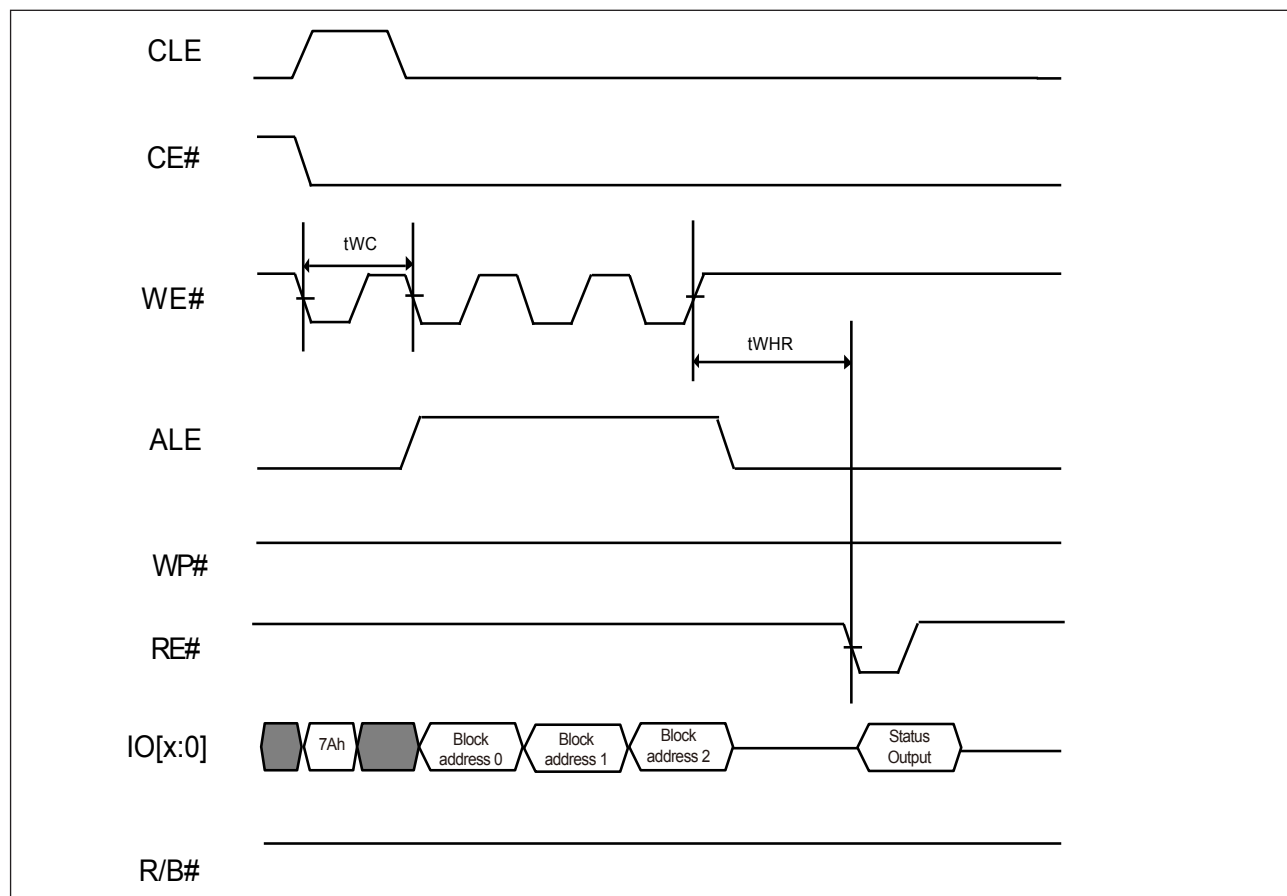 CLE
CE#
tWC
WE#
tWHR
ALE
WP#
RE#
IO[x:0]
7Ah
Block
address 0
Block
address 1
Block
address 2
Status
Output
R/B#